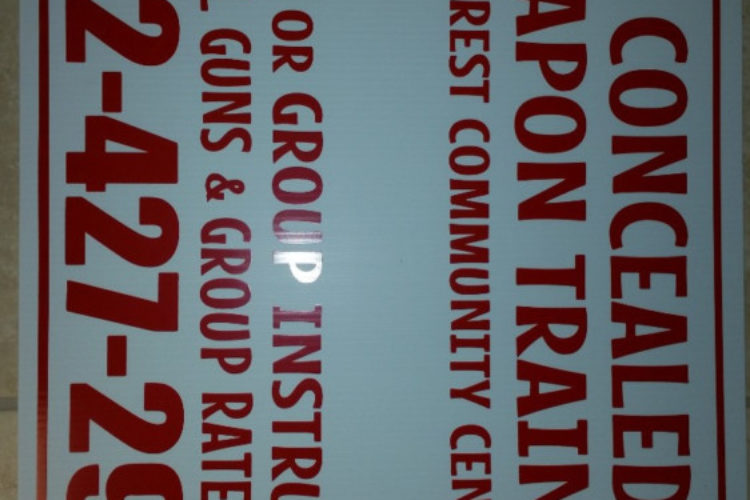 CONCEALED
APON TRAIN
REST COMMUNITY CEN
OR GROUP INSTRU
GUNS & GROUP RATE
2-427-29